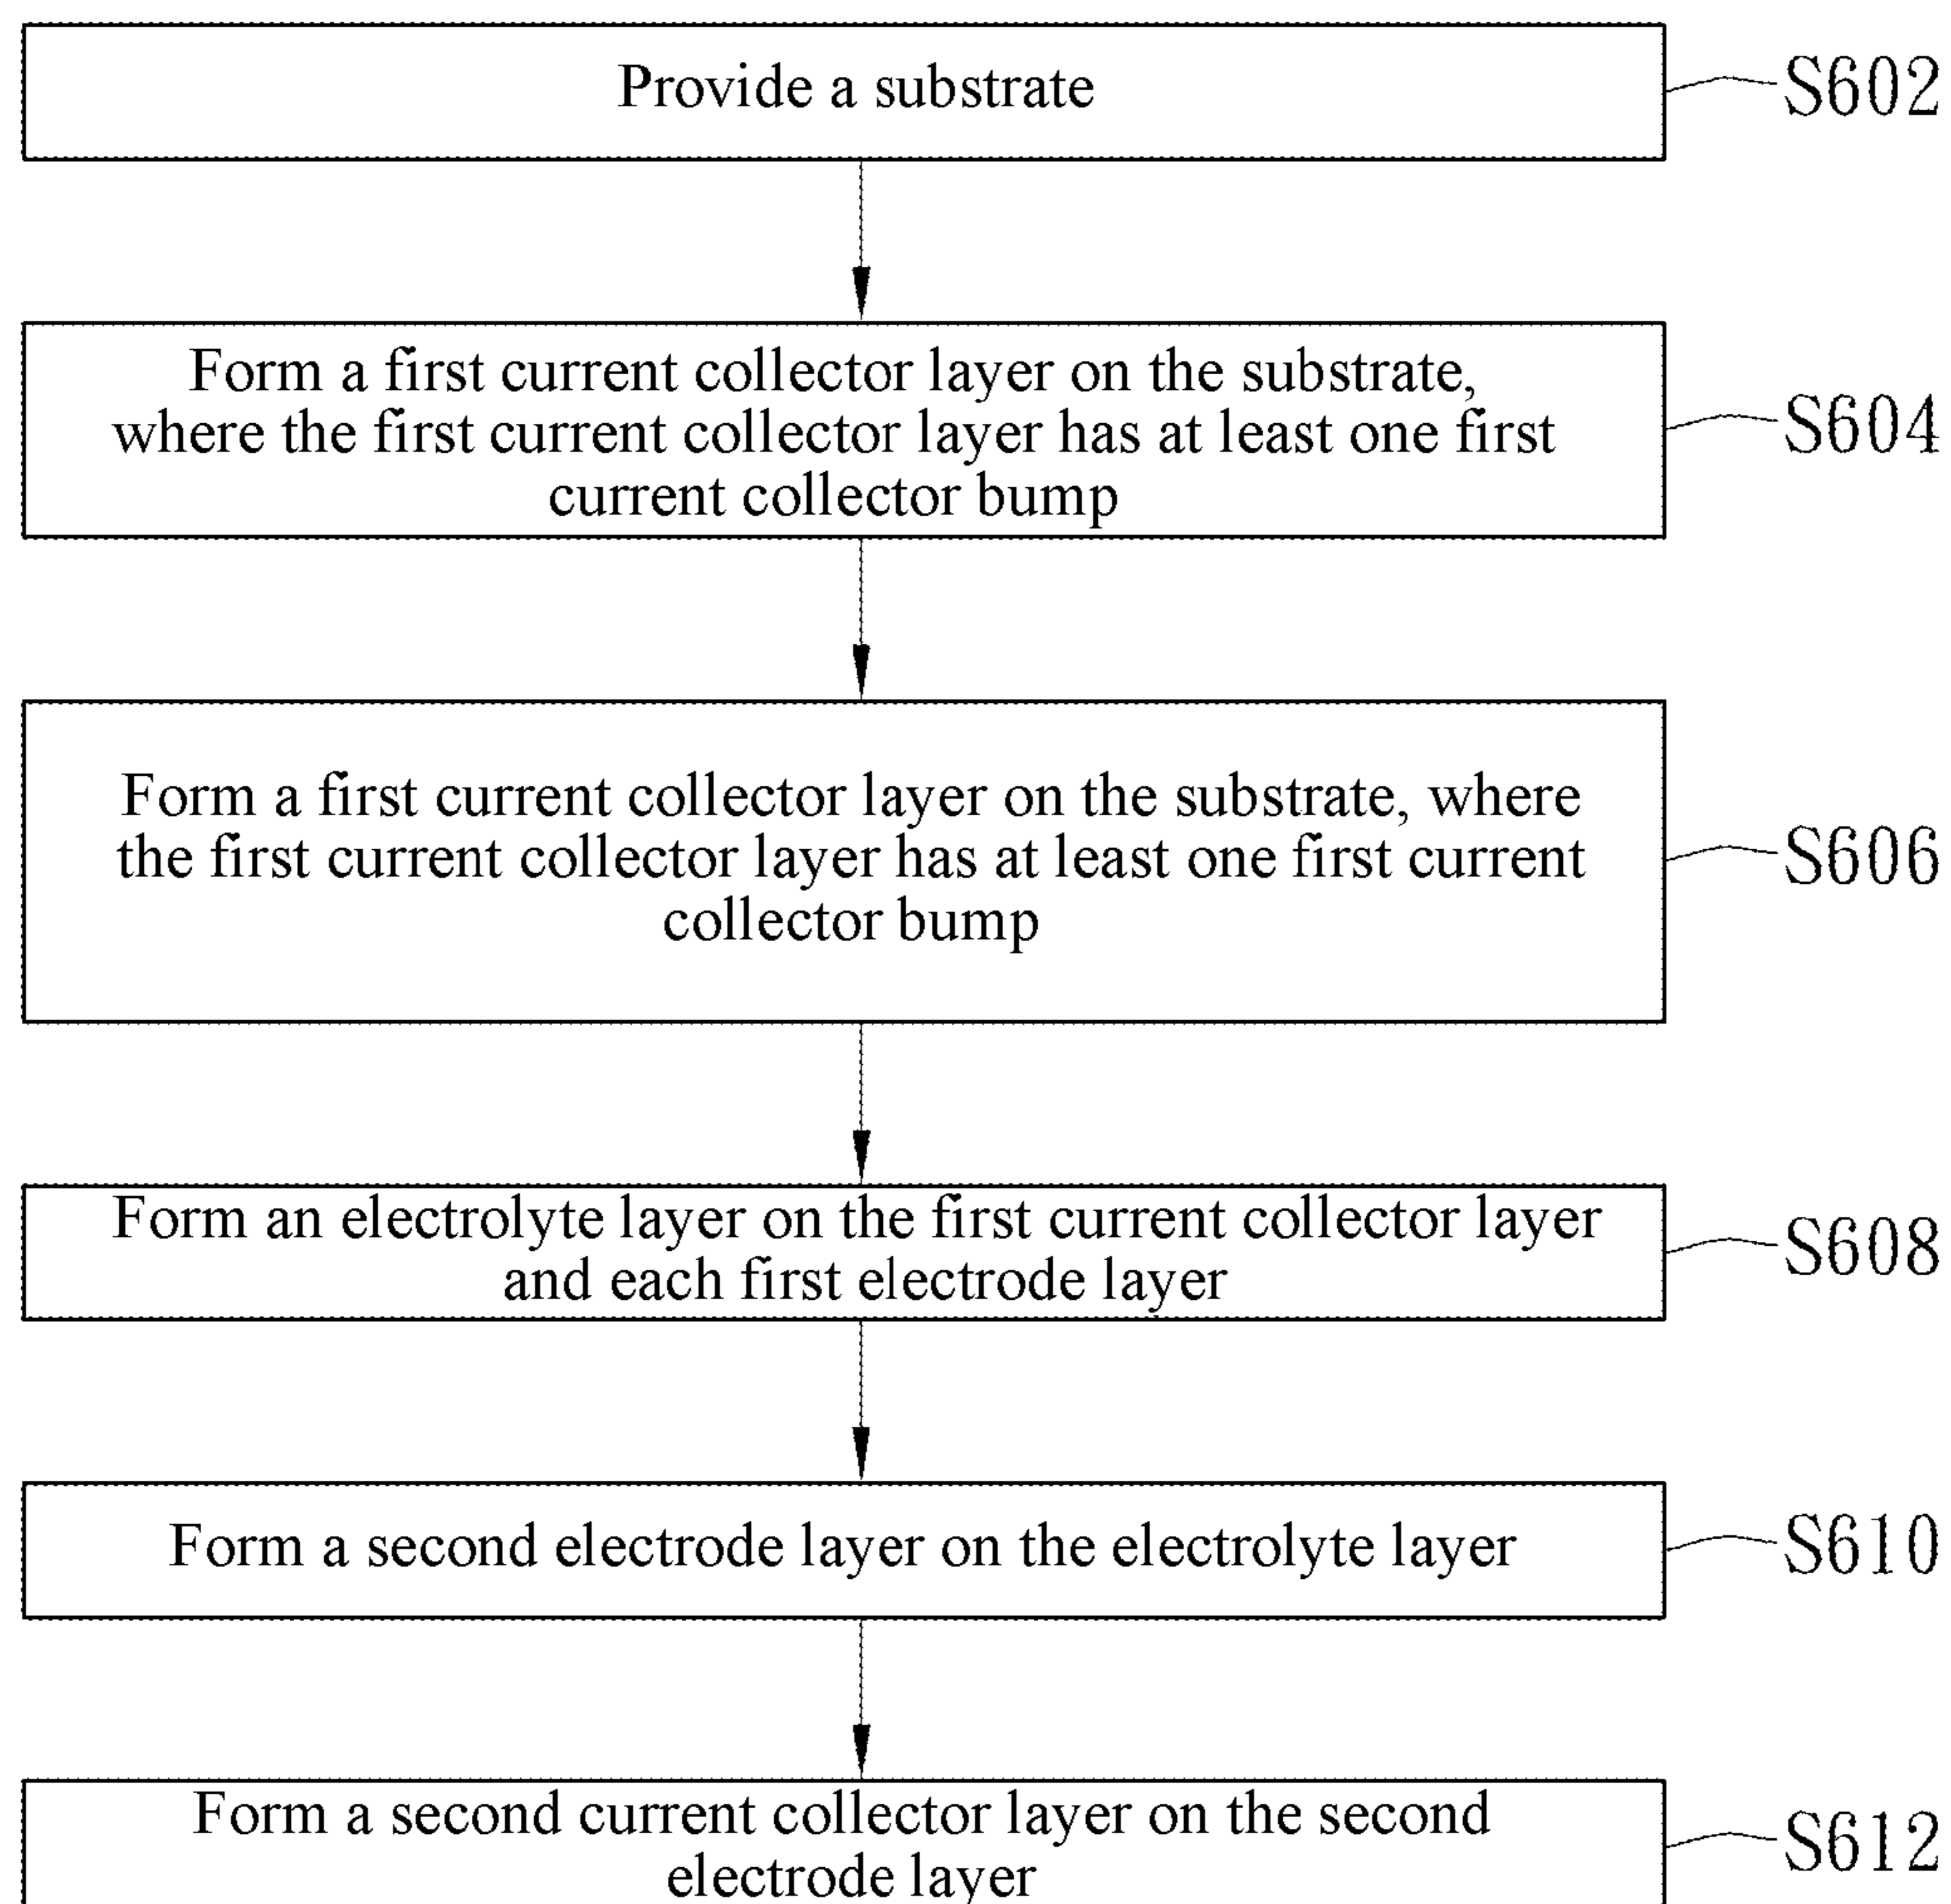 Provide a substrate
S602
Form a first current collector layer on the substrate,
where the first current collector layer has at least one first
current collector bump
S604
Form a first current collector layer on the substrate, where
the first current collector layer has at least one first current
collector bump
S606
Form an electrolyte layer on the first current collector layer
and each first electrode layer
S608
Form a second electrode layer on the electrolyte layer
S610
Form a second current collector layer on the second
electrode layer
S612